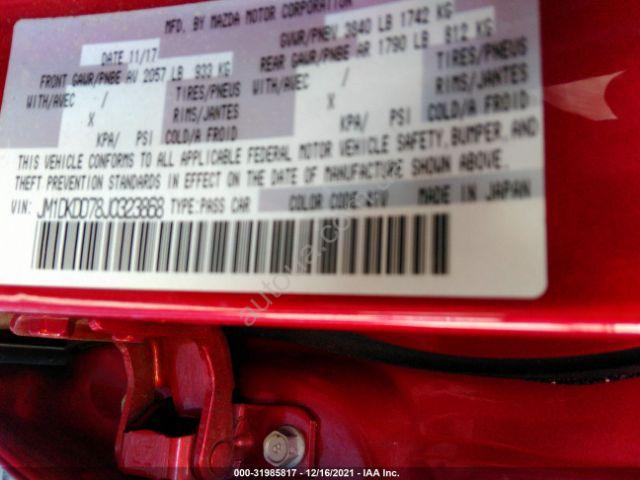 MFD. BY MAZDA MOTOR CORPORATION
DATE 11/17 GVWR/PNBV 3840 LB 1742 KG
FRONT GAWR/PNBE AV 2057 LB 933 KG REAR GAWR/PNBE AR 1790 LB 812 KG
WITH/AVEC / TIRES/PNEUS WITH/AVEC / TIRES/PNEUS
X RIMS/JANTES X RIMS/JANTES
KPA/ PSI COLD/A FROID KPA/ PSI COLD/A FROID
THIS VEHICLE CONFORMS TO ALL APPLICABLE FEDERAL MOTOR VEHICLE SAFETY, BUMPER, AND
THEFT PREVENTION STANDARDS IN EFFECT ON THE DATE OF MANUFACTURE SHOWN ABOVE.
VIN: JM1DKDD78J0323868 TYPE:PASS CAR COLOR CODE:51V MADE IN JAPAN
autoua.com
000-31985817 - 12/16/2021 - IAA Inc.